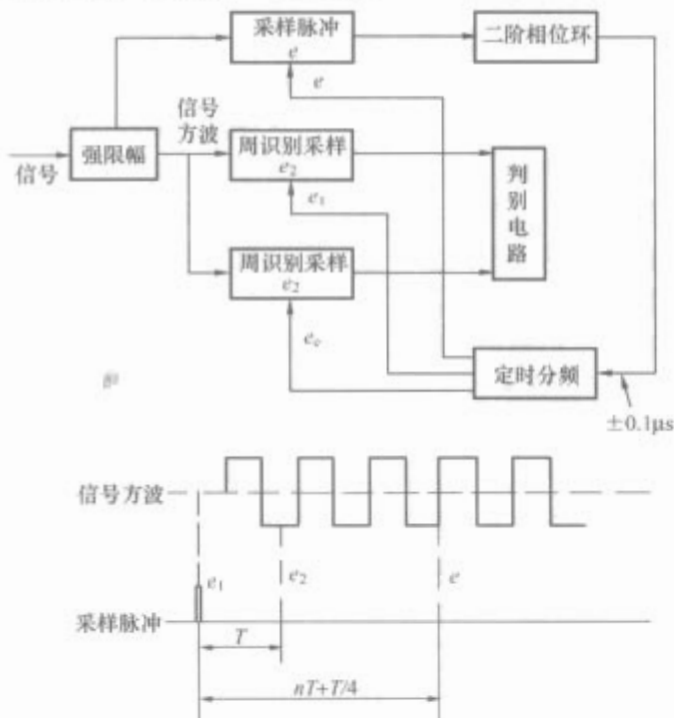 采样脉冲
e
二阶相位环
e
信号
方波
信号
强限幅
周识别采样
e₂
e₁
判别电路
周识别采样
e₂
eₑ
定时分频
±0.1μs
信号方波
e₁
e₂
e
采样脉冲
T
nT+T/4